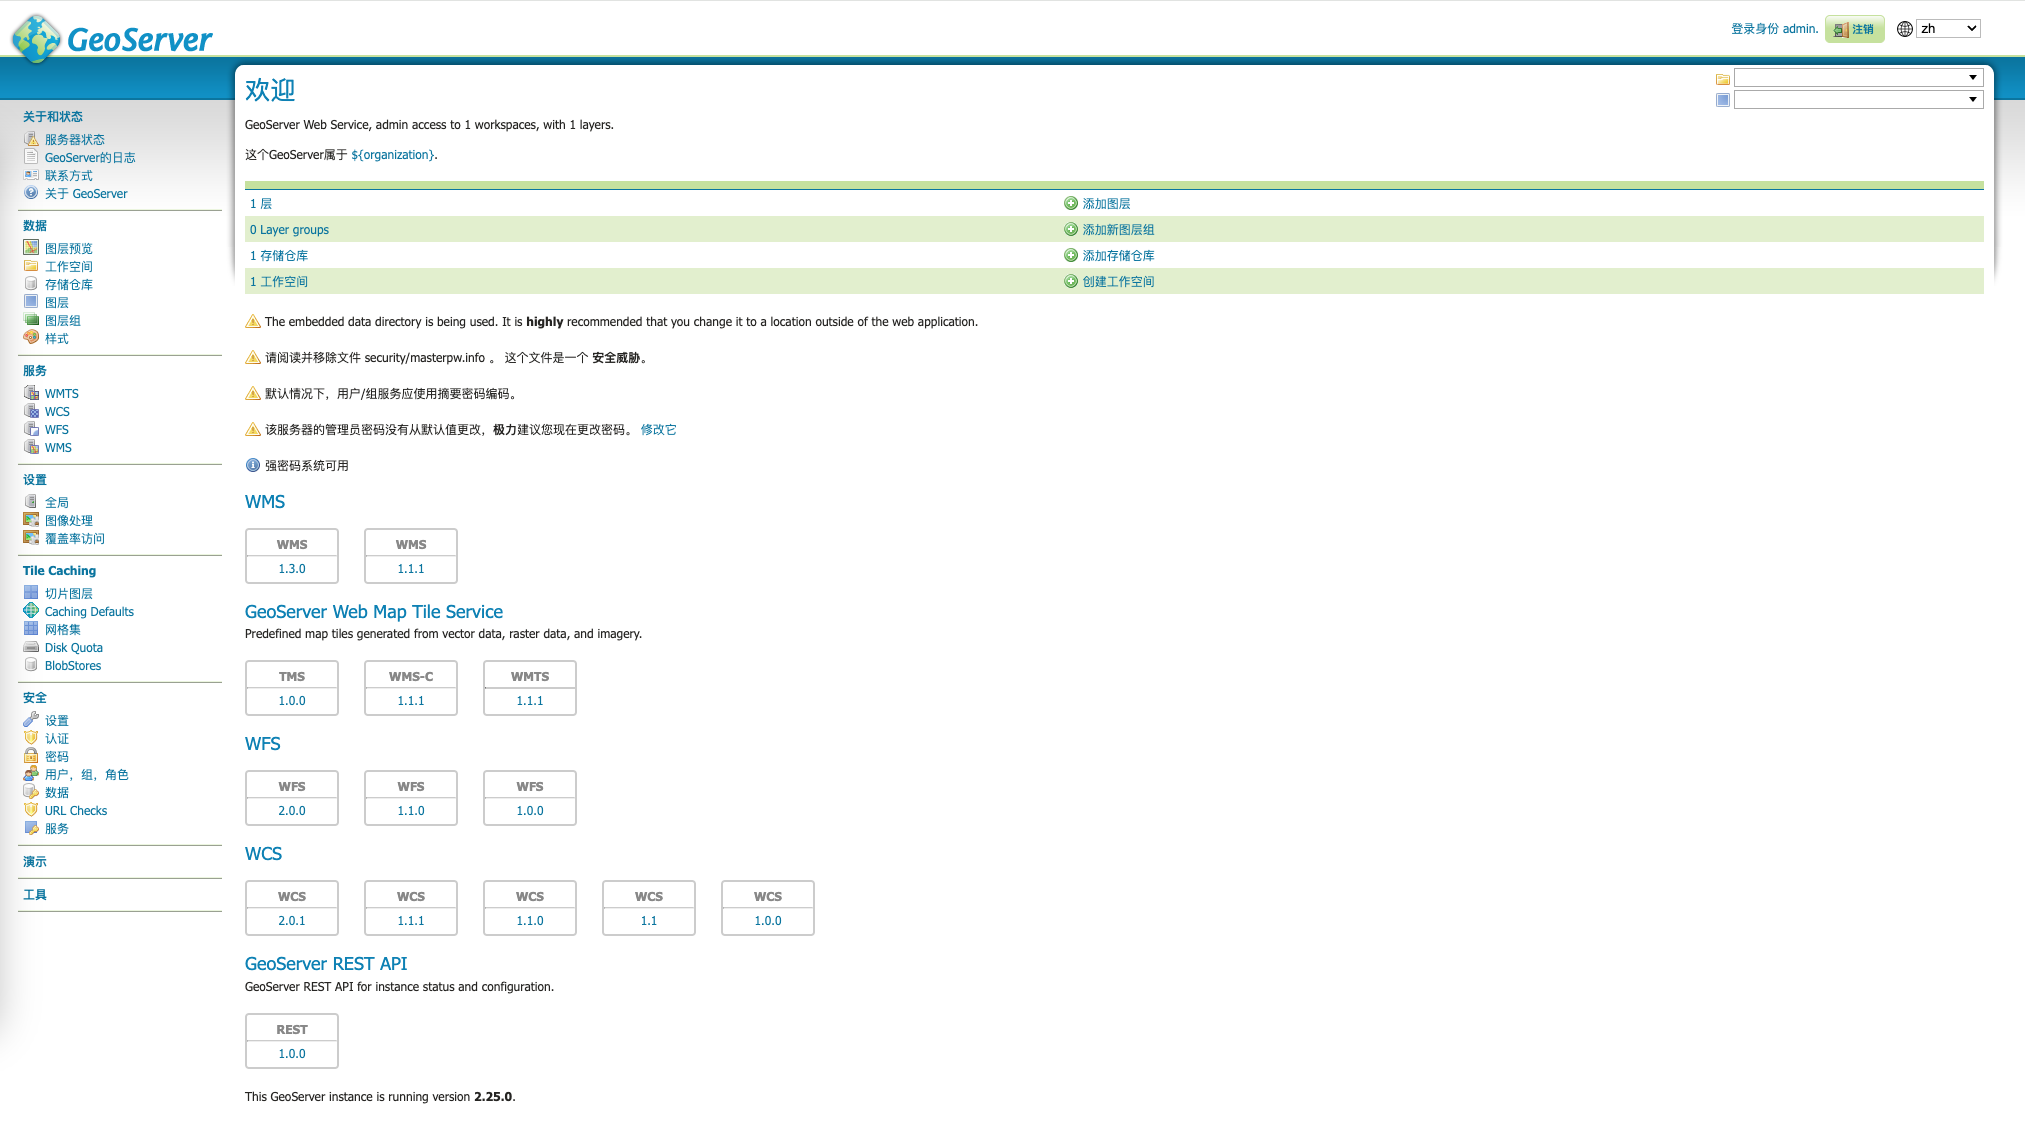 GeoServer
登录身份 admin.
注销
zh
关于和状态
服务器状态
GeoServer的日志
联系方式
关于 GeoServer
数据
图层预览
工作空间
存储仓库
图层
图层组
样式
服务
WMTS
WCS
WFS
WMS
设置
全局
图像处理
覆盖率访问
Tile Caching
切片图层
Caching Defaults
网格集
Disk Quota
BlobStores
安全
设置
认证
密码
用户，组，角色
数据
URL Checks
服务
演示
工具
欢迎
GeoServer Web Service, admin access to 1 workspaces, with 1 layers.
这个GeoServer属于 ${organization}.
1 层 添加图层
0 Layer groups 添加新图层组
1 存储仓库 添加存储仓库
1 工作空间 创建工作空间
The embedded data directory is being used. It is highly recommended that you change it to a location outside of the web application.
请阅读并移除文件 security/masterpw.info 。 这个文件是一个 安全威胁。
默认情况下，用户/组服务应使用摘要密码编码。
该服务器的管理员密码没有从默认值更改，极力建议您现在更改密码。 修改它
强密码系统可用
WMS
WMS WMS
1.3.0 1.1.1
GeoServer Web Map Tile Service
Predefined map tiles generated from vector data, raster data, and imagery.
TMS WMS-C WMTS
1.0.0 1.1.1 1.1.1
WFS
WFS WFS WFS
2.0.0 1.1.0 1.0.0
WCS
WCS WCS WCS WCS WCS
2.0.1 1.1.1 1.1.0 1.1 1.0.0
GeoServer REST API
GeoServer REST API for instance status and configuration.
REST
1.0.0
This GeoServer instance is running version 2.25.0.